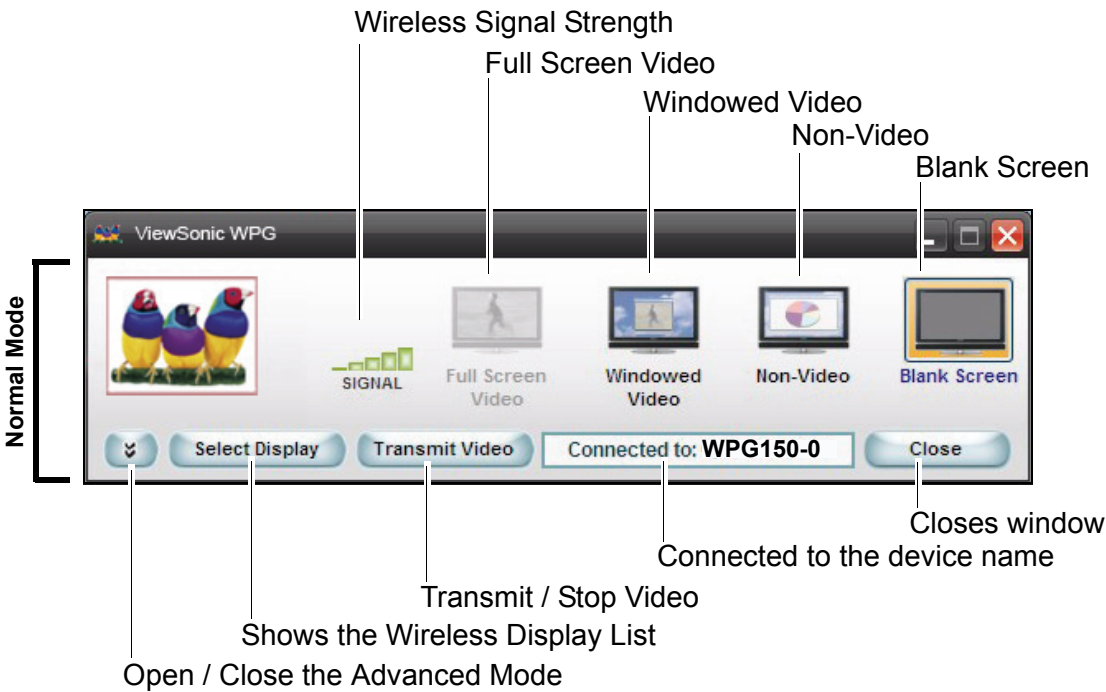 Wireless Signal Strength
Full Screen Video
Windowed Video
Non-Video
Blank Screen
ViewSonic WPG
Normal Mode
SIGNAL
Full Screen
Video
Windowed
Video
Non-Video
Blank Screen
Select Display
Transmit Video
Connected to: WPG150-0
Close
Closes window
Connected to the device name
Transmit / Stop Video
Shows the Wireless Display List
Open / Close the Advanced Mode